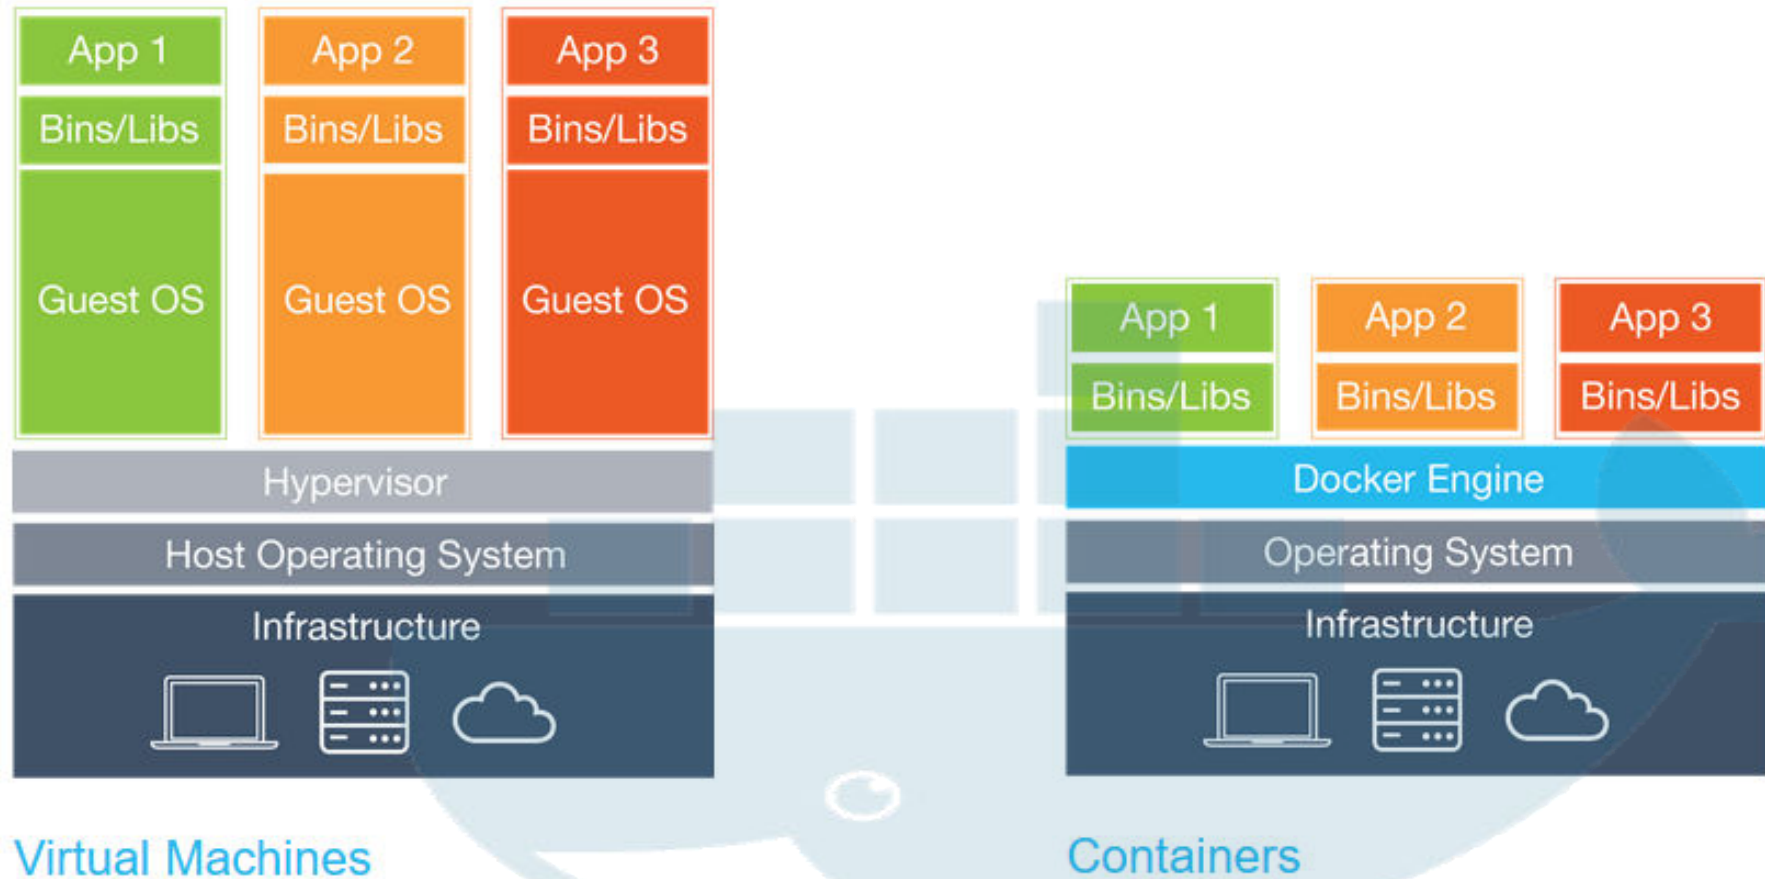 App 1
App 2
App 3
Bins/Libs
Bins/Libs
Bins/Libs
Guest OS
Guest OS
Guest OS
Hypervisor
Host Operating System
Infrastructure
Virtual Machines
App 1
App 2
App 3
Bins/Libs
Bins/Libs
Bins/Libs
Docker Engine
Operating System
Infrastructure
Containers